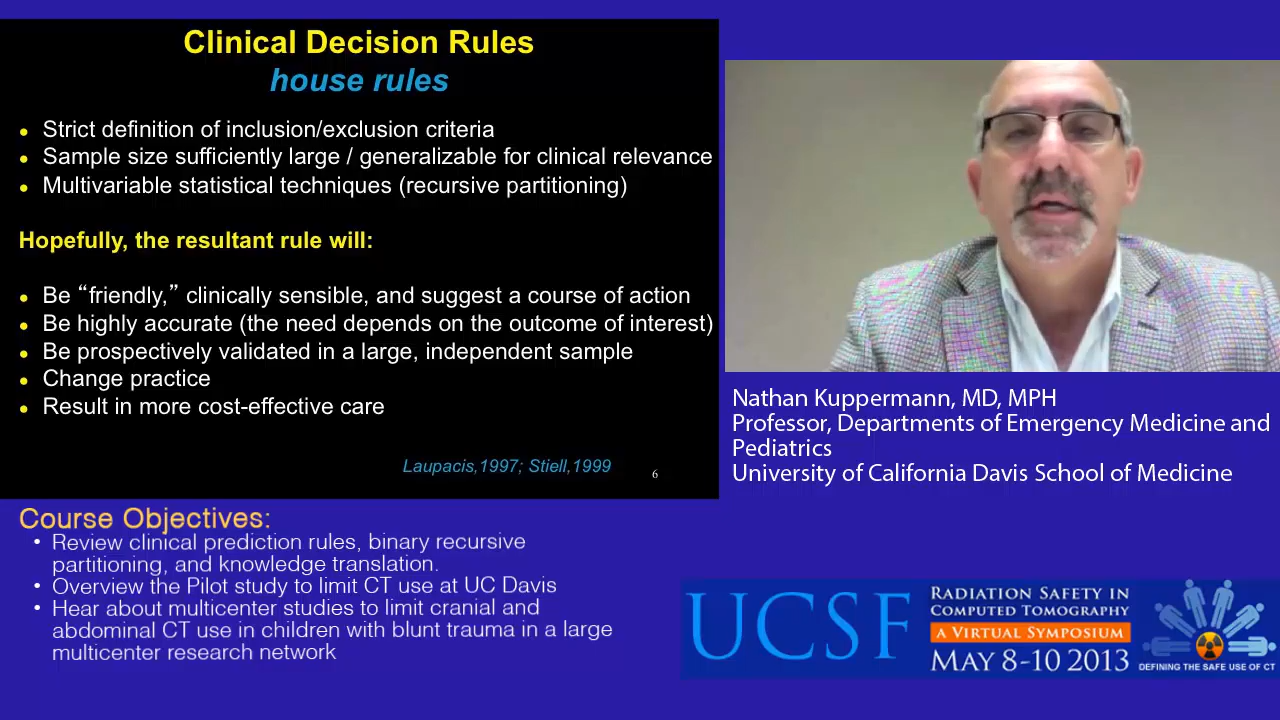 Clinical Decision Rules
house rules
• Strict definition of inclusion/exclusion criteria
• Sample size sufficiently large / generalizable for clinical relevance
• Multivariable statistical techniques (recursive partitioning)
Hopefully, the resultant rule will:
• Be “friendly,” clinically sensible, and suggest a course of action
• Be highly accurate (the need depends on the outcome of interest)
• Be prospectively validated in a large, independent sample
• Change practice
• Result in more cost-effective care
Laupacis,1997; Stiell,1999
6
Nathan Kuppermann, MD, MPH
Professor, Departments of Emergency Medicine and
Pediatrics
University of California Davis School of Medicine
Course Objectives:
• Review clinical prediction rules, binary recursive
partitioning, and knowledge translation.
• Overview the Pilot study to limit CT use at UC Davis
• Hear about multicenter studies to limit cranial and
abdominal CT use in children with blunt trauma in a large
multicenter research network
UCSF
RADIATION SAFETY IN
COMPUTED TOMOGRAPHY
A VIRTUAL SYMPOSIUM
MAY 8-10 2013
DEFINING THE SAFE USE OF CT